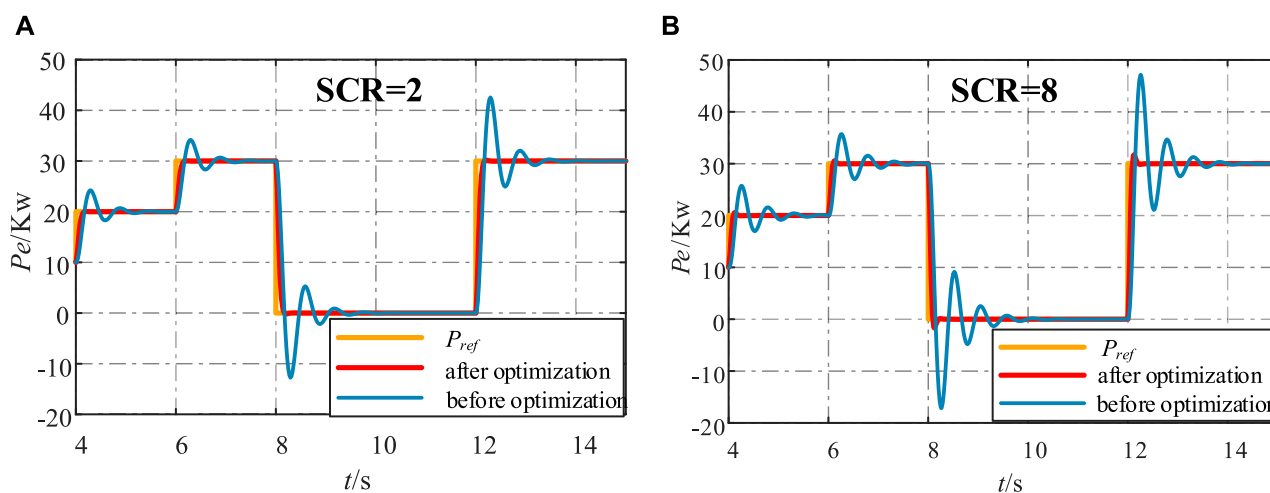 A
SCR=2
Pe/Kw
50
40
30
20
10
0
-10
-20
4
6
8
10
12
14
t/s
Pref
after optimization
before optimization
B
SCR=8
Pe/Kw
50
40
30
20
10
0
-10
-20
4
6
8
10
12
14
t/s
Pref
after optimization
before optimization